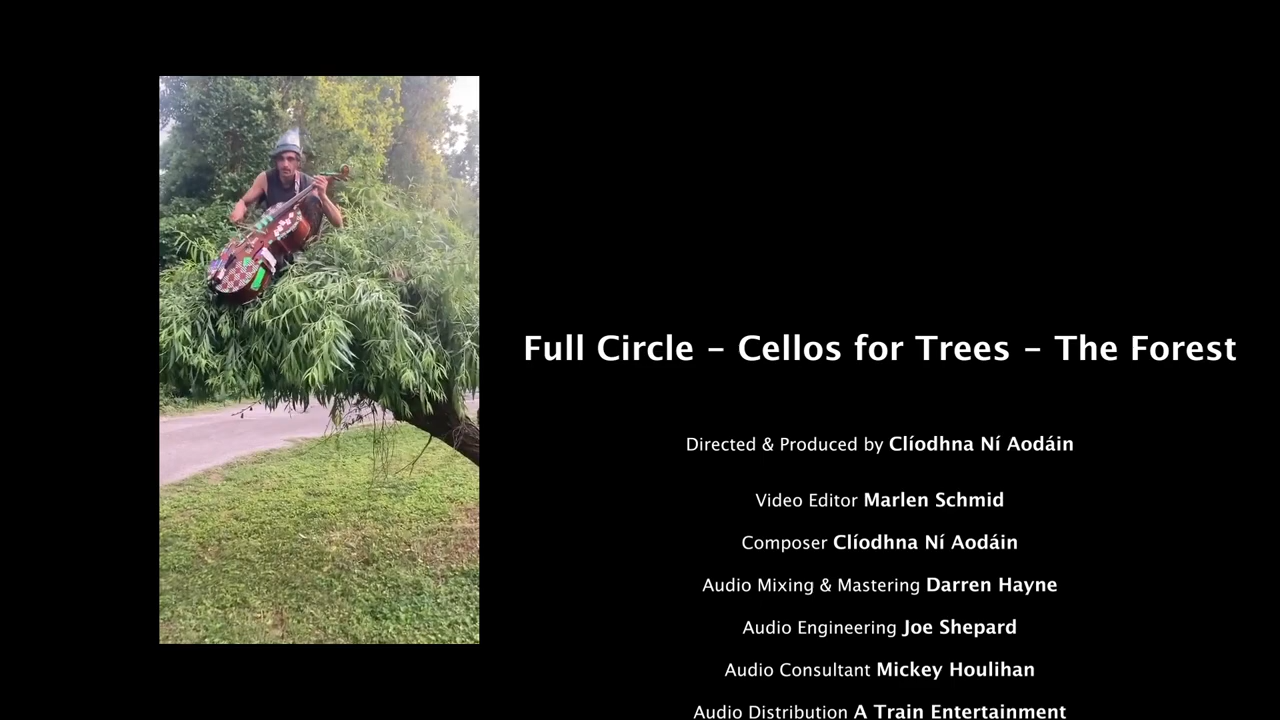 Full Circle – Cellos for Trees – The Forest
Directed & Produced by Clíodhna Ní Aodáin
Video Editor Marlen Schmid
Composer Clíodhna Ní Aodáin
Audio Mixing & Mastering Darren Hayne
Audio Engineering Joe Shepard
Audio Consultant Mickey Houlihan
Audio Distribution A Train Entertainment